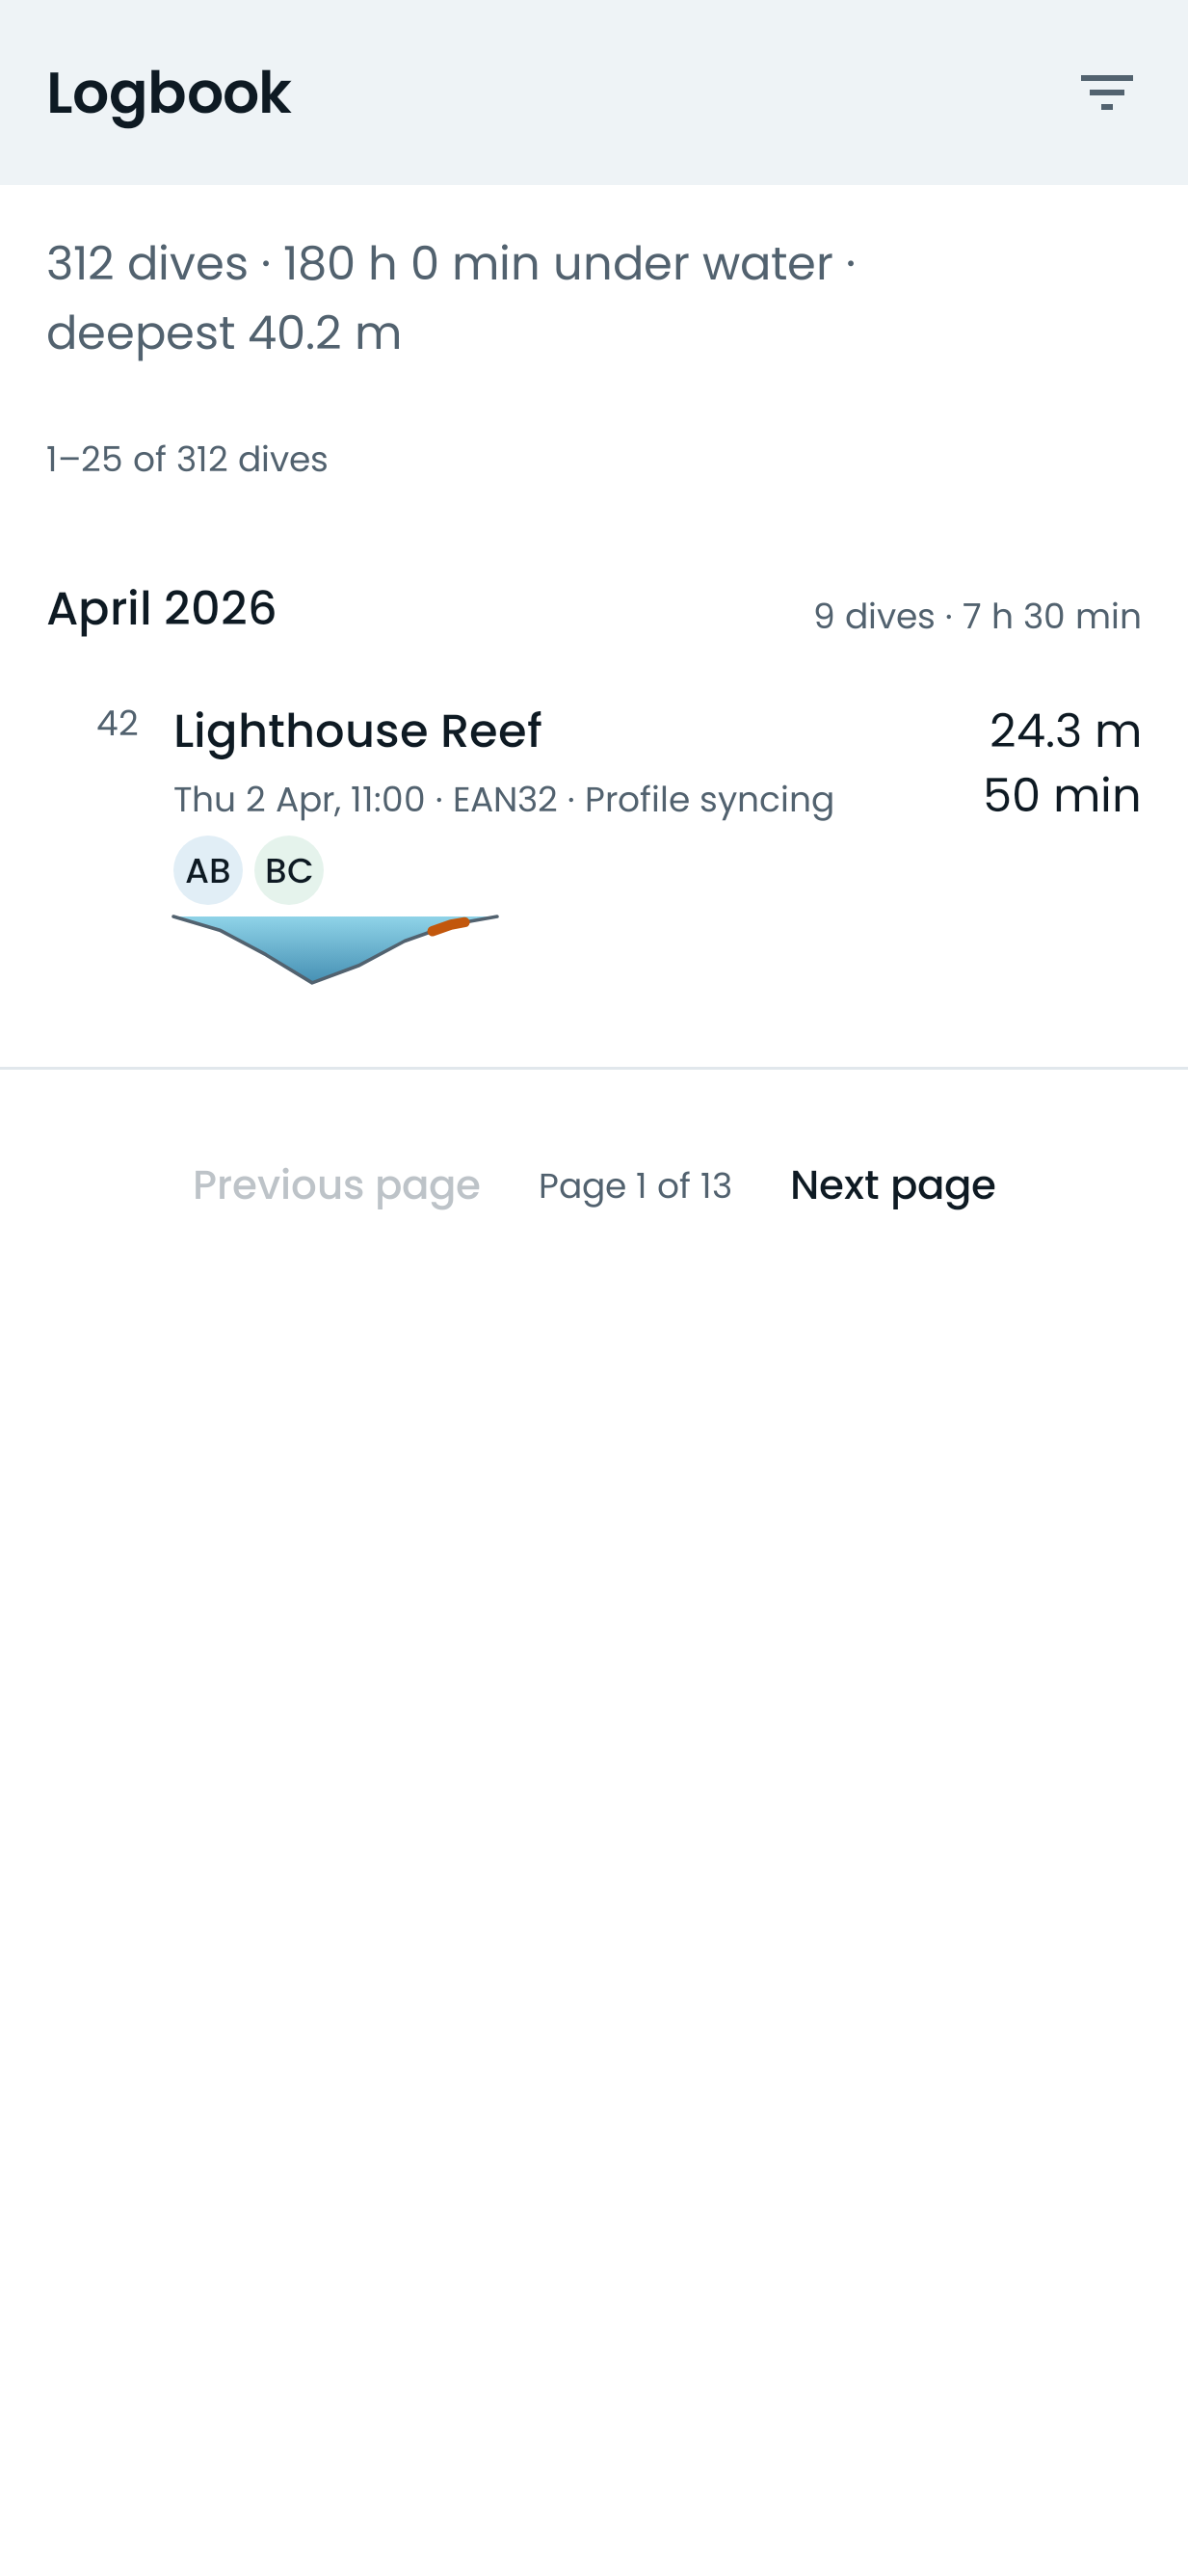 Logbook
312 dives · 180 h 0 min under water ·
deepest 40.2 m
1–25 of 312 dives
April 2026
9 dives · 7 h 30 min
42
Lighthouse Reef
24.3 m
Thu 2 Apr, 11:00 · EAN32 · Profile syncing
50 min
AB BC
Previous page
Page 1 of 13
Next page